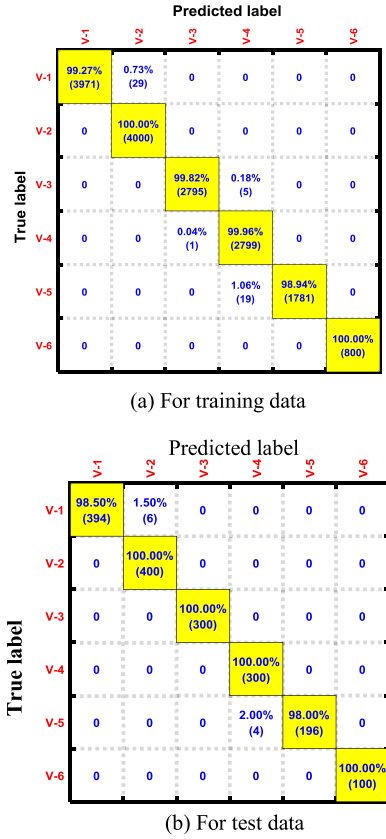 Predicted label
V-1 V-2 V-3 V-4 V-5 V-6
True label
V-1 99.27% 0.73% 0 0 0 0
(3971) (29)
V-2 0 100.00% 0 0 0 0
(4000)
V-3 0 0 99.82% 0.18% 0 0
(2795) (5)
V-4 0 0 0.04% 99.96% 0 0
(1) (2799)
V-5 0 0 0 1.06% 98.94% 0
(19) (1781)
V-6 0 0 0 0 0 100.00%
(800)
(a) For training data
Predicted label
V-1 V-2 V-3 V-4 V-5 V-6
True label
V-1 98.50% 1.50% 0 0 0 0
(394) (6)
V-2 0 100.00% 0 0 0 0
(400)
V-3 0 0 100.00% 0 0 0
(300)
V-4 0 0 0 100.00% 0 0
(300)
V-5 0 0 0 2.00% 98.00% 0
(4) (196)
V-6 0 0 0 0 0 100.00%
(100)
(b) For test data